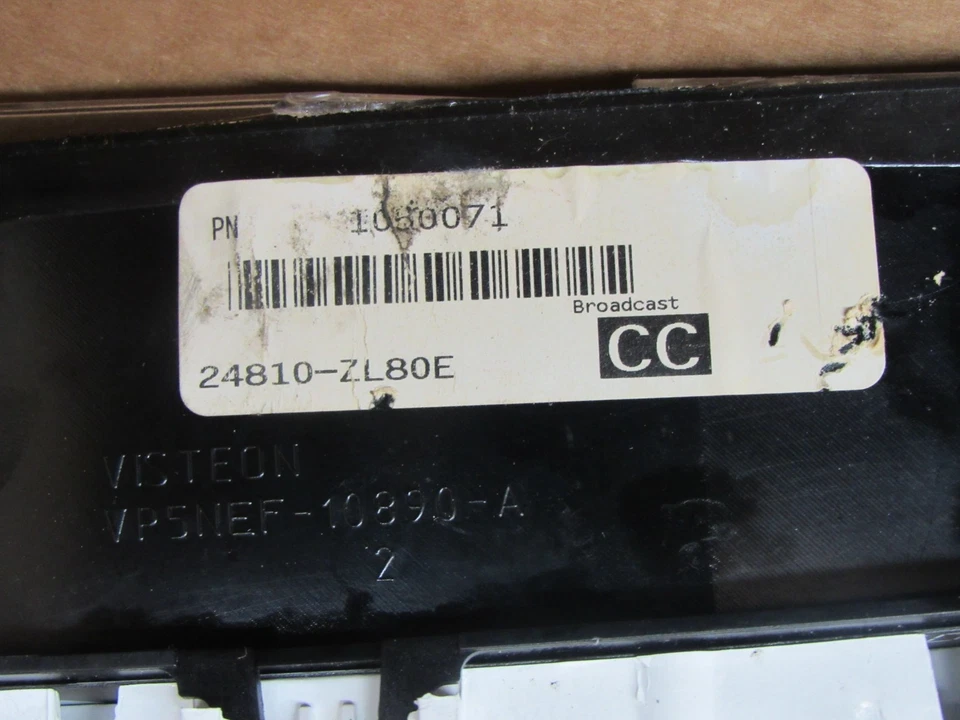 PN 1080071
Broadcast
CC
24810-ZL80E
VISTEON
VP5NEF-10890-A
2